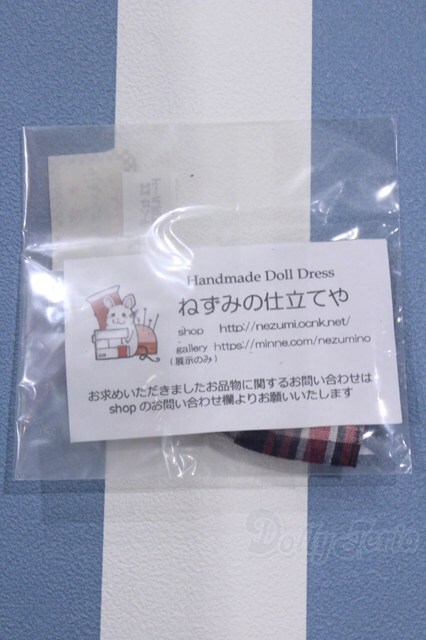 Handmade Doll Dress
ねずみの仕立てや
shop http://nezumi.ocnk.net/
gallery https://minne.com/nezumino
(展示のみ)
お求めいただきましたお品物に関するお問い合わせは
shop のお問い合わせ欄よりお願いいたします